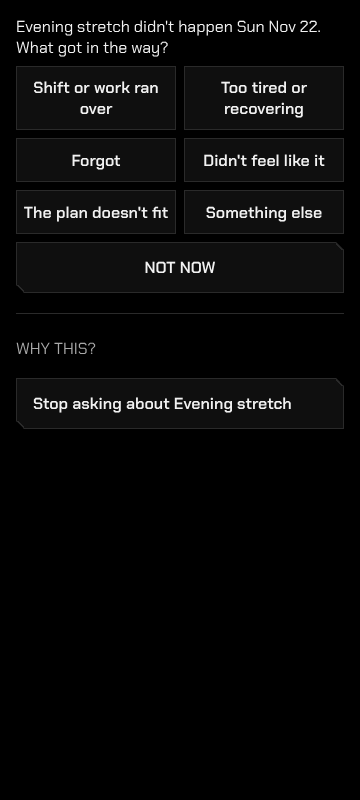 Evening stretch didn't happen Sun Nov 22.
What got in the way?
Shift or work ran
over
Too tired or
recovering
Forgot
Didn't feel like it
The plan doesn't fit
Something else
NOT NOW
WHY THIS?
Stop asking about Evening stretch